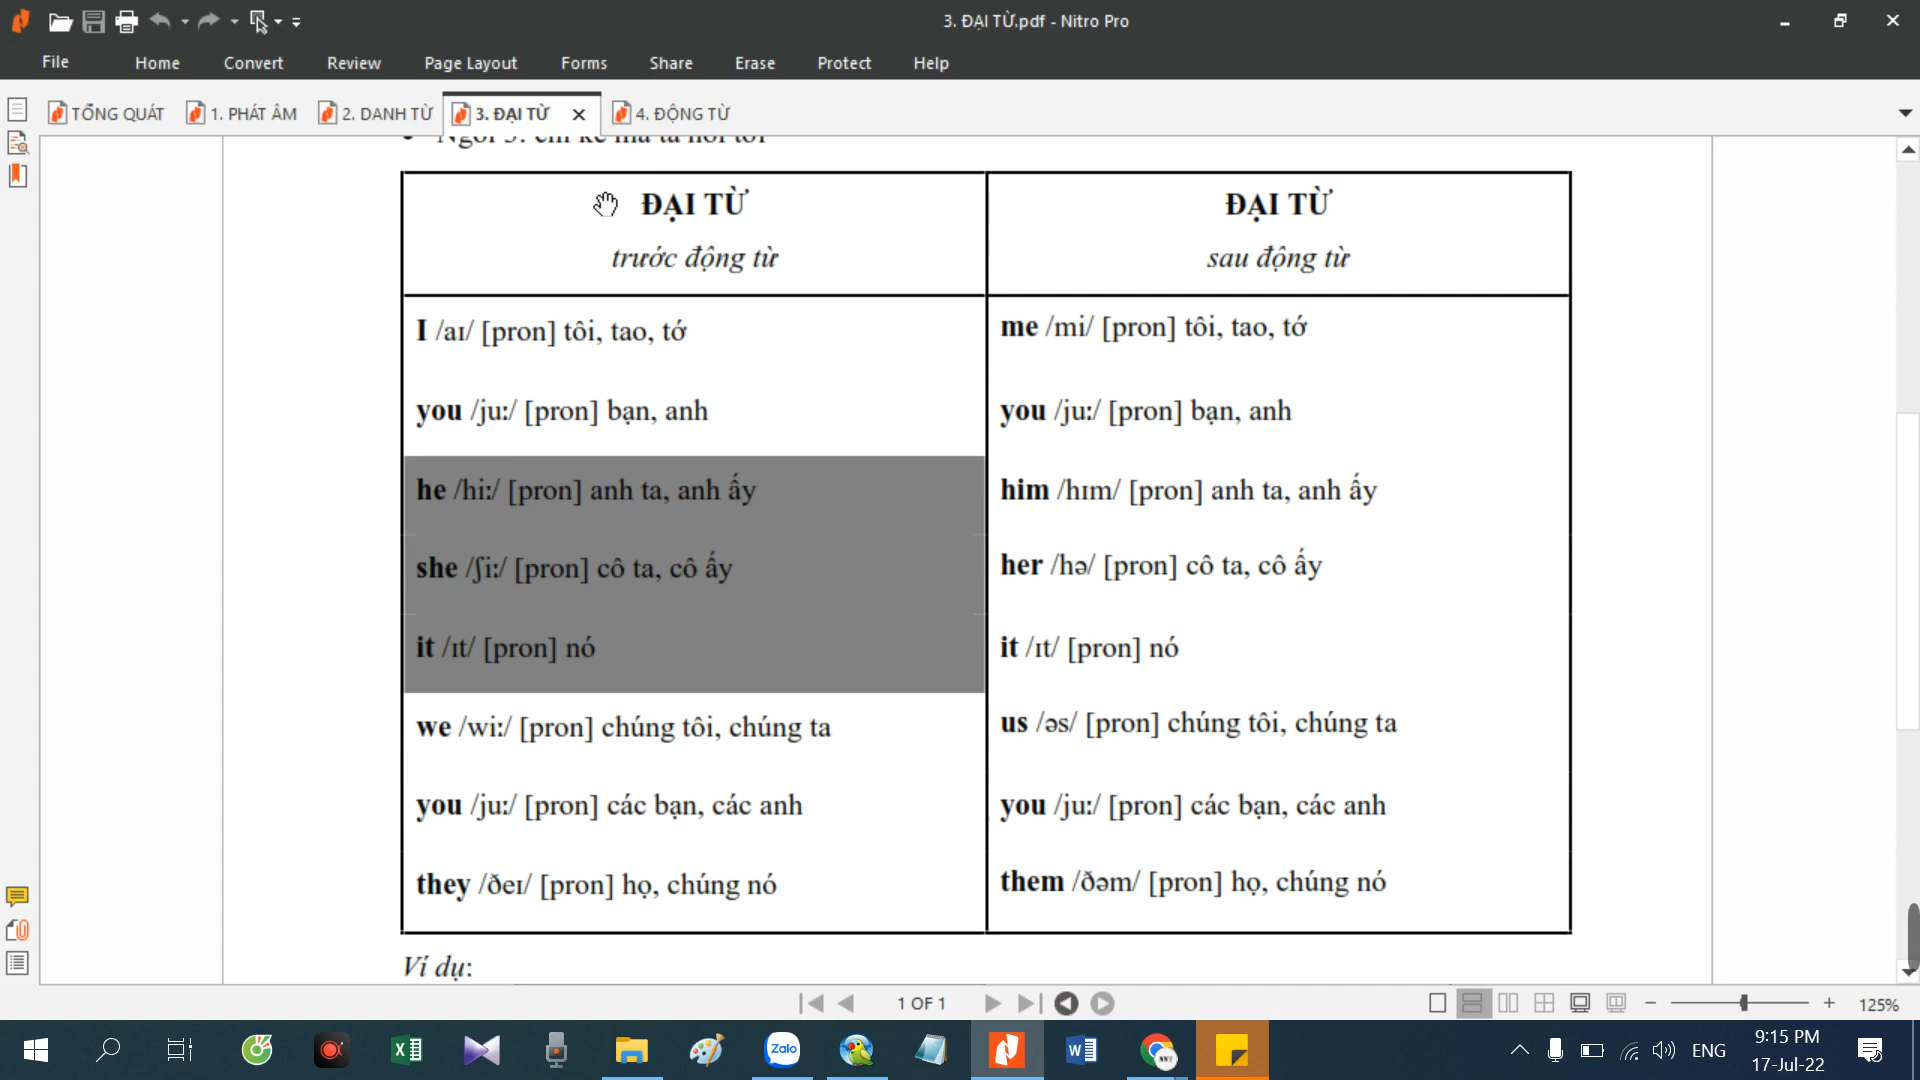 3. ĐẠI TỪ.pdf - Nitro Pro
File Home Convert Review Page Layout Forms Share Erase Protect Help
TỔNG QUÁT 1. PHÁT ÂM 2. DANH TỪ 3. ĐẠI TỪ 4. ĐỘNG TỪ
ĐẠI TỪ
trước động từ
ĐẠI TỪ
sau động từ
I /aɪ/ [pron] tôi, tao, tớ
me /mi/ [pron] tôi, tao, tớ
you /juː/ [pron] bạn, anh
you /juː/ [pron] bạn, anh
he /hiː/ [pron] anh ta, anh ấy
him /hɪm/ [pron] anh ta, anh ấy
she /ʃiː/ [pron] cô ta, cô ấy
her /hə/ [pron] cô ta, cô ấy
it /ɪt/ [pron] nó
it /ɪt/ [pron] nó
we /wiː/ [pron] chúng tôi, chúng ta
us /əs/ [pron] chúng tôi, chúng ta
you /juː/ [pron] các bạn, các anh
you /juː/ [pron] các bạn, các anh
they /ðeɪ/ [pron] họ, chúng nó
them /ðəm/ [pron] họ, chúng nó
Ví dụ:
1 OF 1
125%
Zalo
ENG
9:15 PM
17-Jul-22